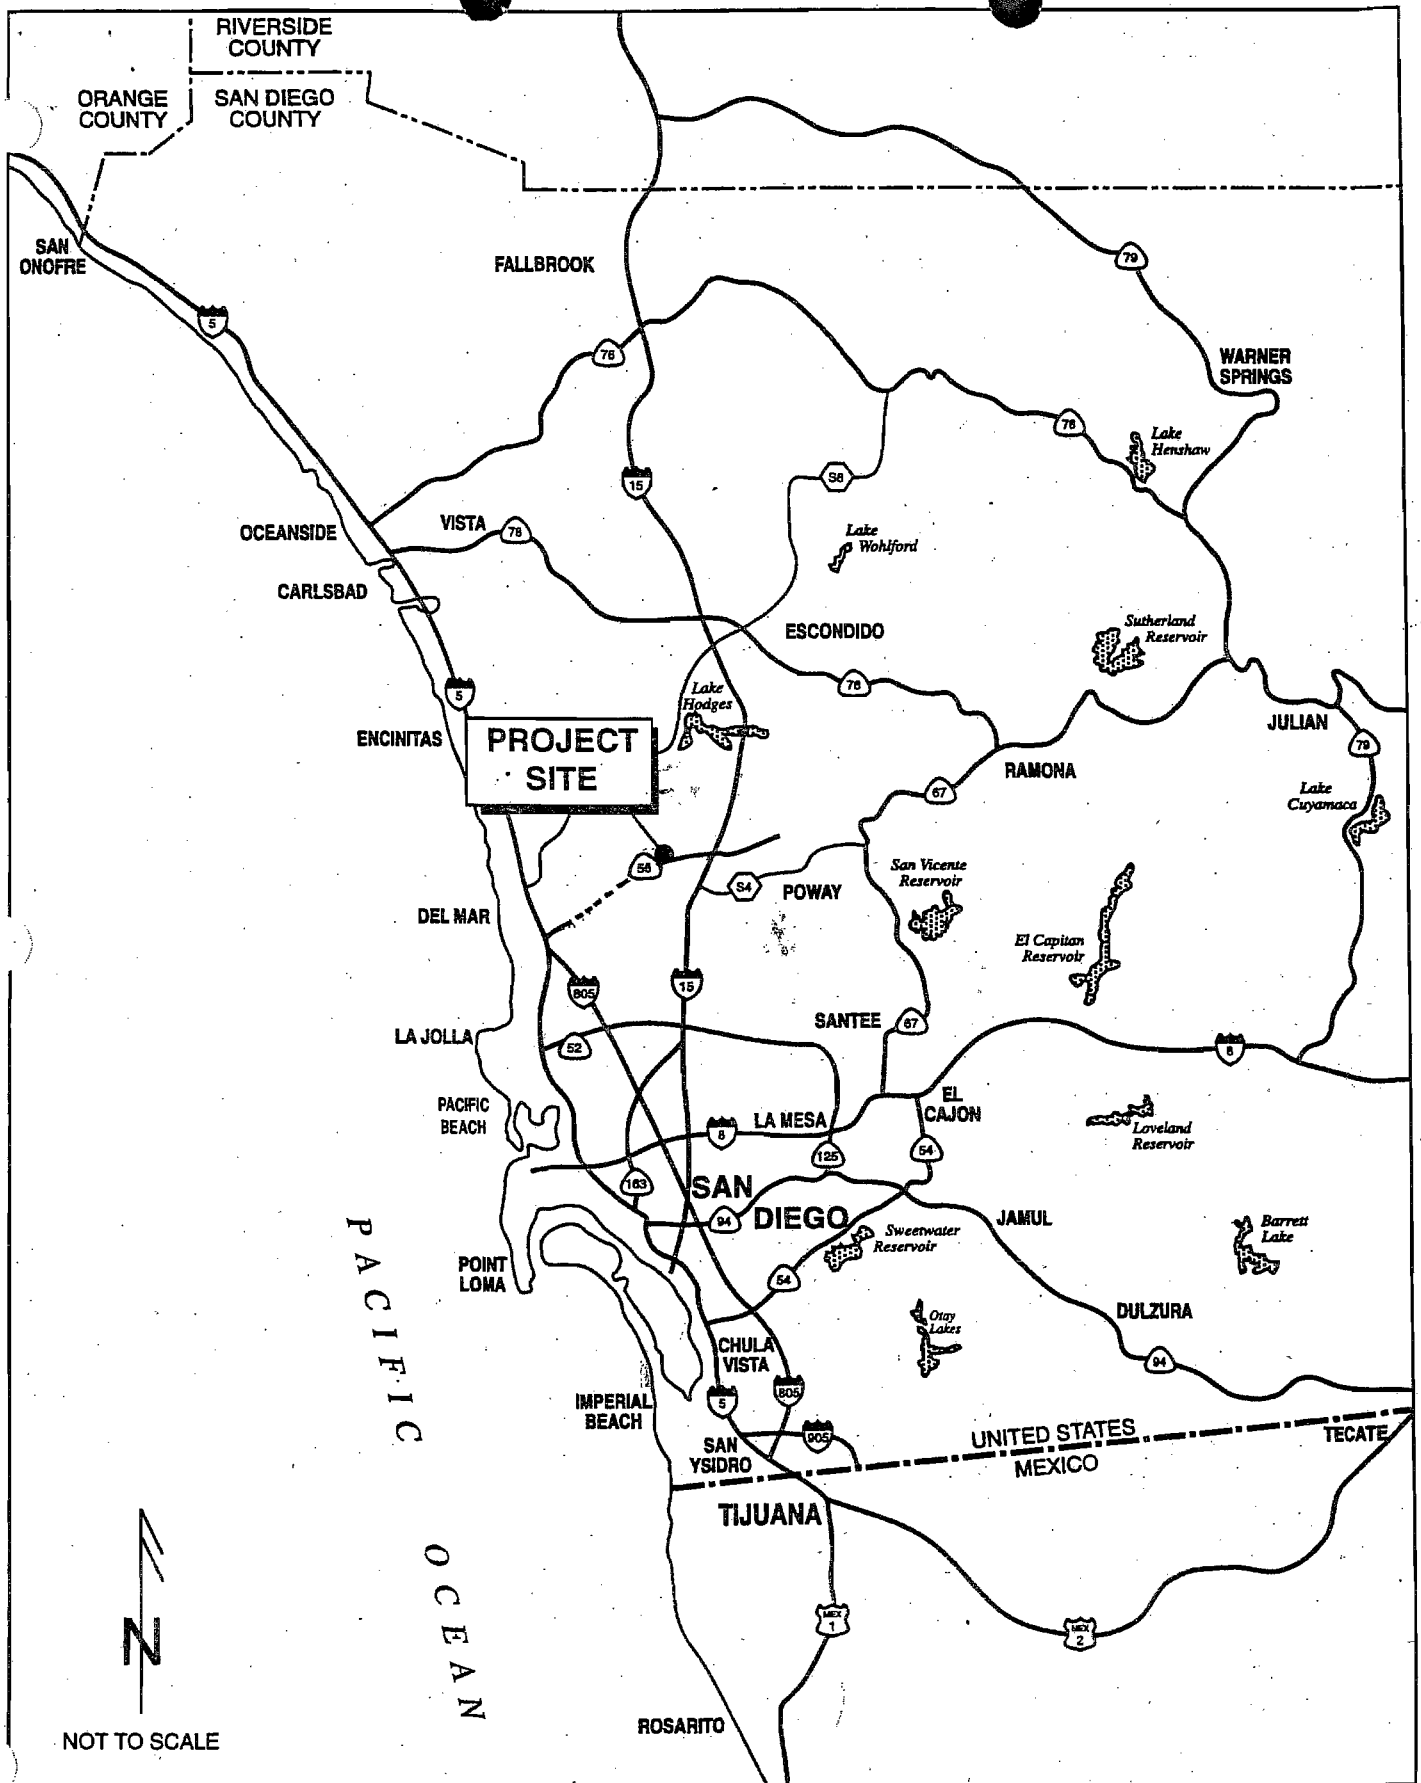 RIVERSIDE
COUNTY
ORANGE
COUNTY
SAN DIEGO
COUNTY
SAN
ONOFRE
FALLBROOK
79
5
76
WARNER
SPRINGS
76
Lake
Henshaw
S6
15
OCEANSIDE
VISTA
78
Lake
Wohlford
CARLSBAD
ESCONDIDO
Sutherland
Reservoir
5
78
Lake
Hodges
JULIAN
ENCINITAS
PROJECT
SITE
79
RAMONA
67
Lake
Cuyamaca
56
San Vicente
Reservoir
S4
POWAY
DEL MAR
El Capitan
Reservoir
805
15
SANTEE
67
LA JOLLA
52
8
PACIFIC
BEACH
LA MESA
EL
CAJON
8
Loveland
Reservoir
125
54
163
SAN
DIEGO
94
JAMUL
Sweetwater
Reservoir
Barrett
Lake
POINT
LOMA
54
DULZURA
Otay
Lakes
CHULA
VISTA
94
805
5
IMPERIAL
BEACH
905
SAN
YSIDRO
UNITED STATES
MEXICO
TECATE
TIJUANA
PACIFIC
OCEAN
MEX
1
MEX
2
N
ROSARITO
NOT TO SCALE